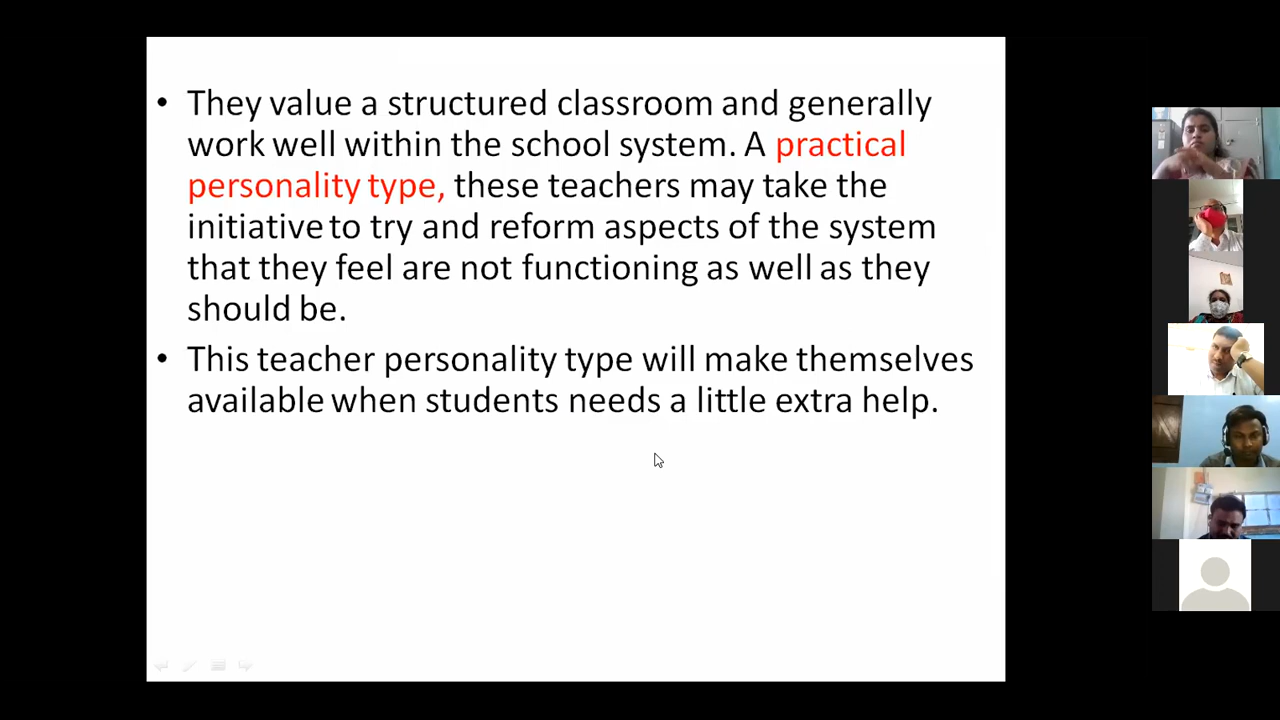 • They value a structured classroom and generally
work well within the school system. A practical
personality type, these teachers may take the
initiative to try and reform aspects of the system
that they feel are not functioning as well as they
should be.
• This teacher personality type will make themselves
available when students needs a little extra help.